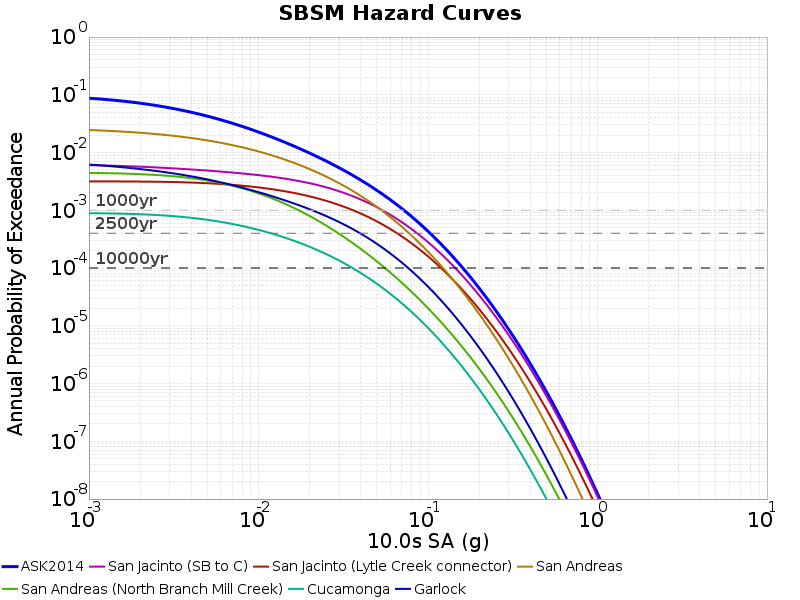 SBSM Hazard Curves
Annual Probability of Exceedance
10^0
10^-1
10^-2
10^-3
10^-4
10^-5
10^-6
10^-7
10^-8
1000yr
2500yr
10000yr
10^-3 10^-2 10^-1 10^0 10^1
10.0s SA (g)
ASK2014 San Jacinto (SB to C) San Jacinto (Lytle Creek connector) San Andreas
San Andreas (North Branch Mill Creek) Cucamonga Garlock